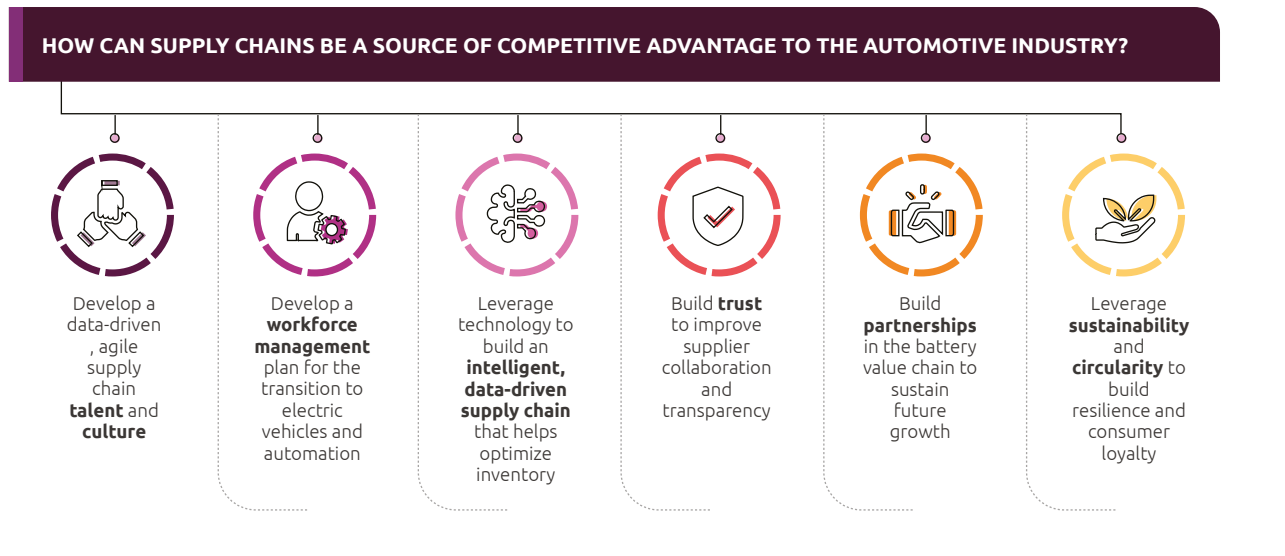 HOW CAN SUPPLY CHAINS BE A SOURCE OF COMPETITIVE ADVANTAGE TO THE AUTOMOTIVE INDUSTRY?
Develop a
data-driven
, agile
supply
chain
talent and
culture
Develop a
workforce
management
plan for the
transition to
electric
vehicles and
automation
Leverage
technology to
build an
intelligent,
data-driven
supply chain
that helps
optimize
inventory
Build trust
to improve
supplier
collaboration
and
transparency
Build
partnerships
in the battery
value chain to
sustain
future
growth
Leverage
sustainability
and
circularity to
build
resilience and
consumer
loyalty